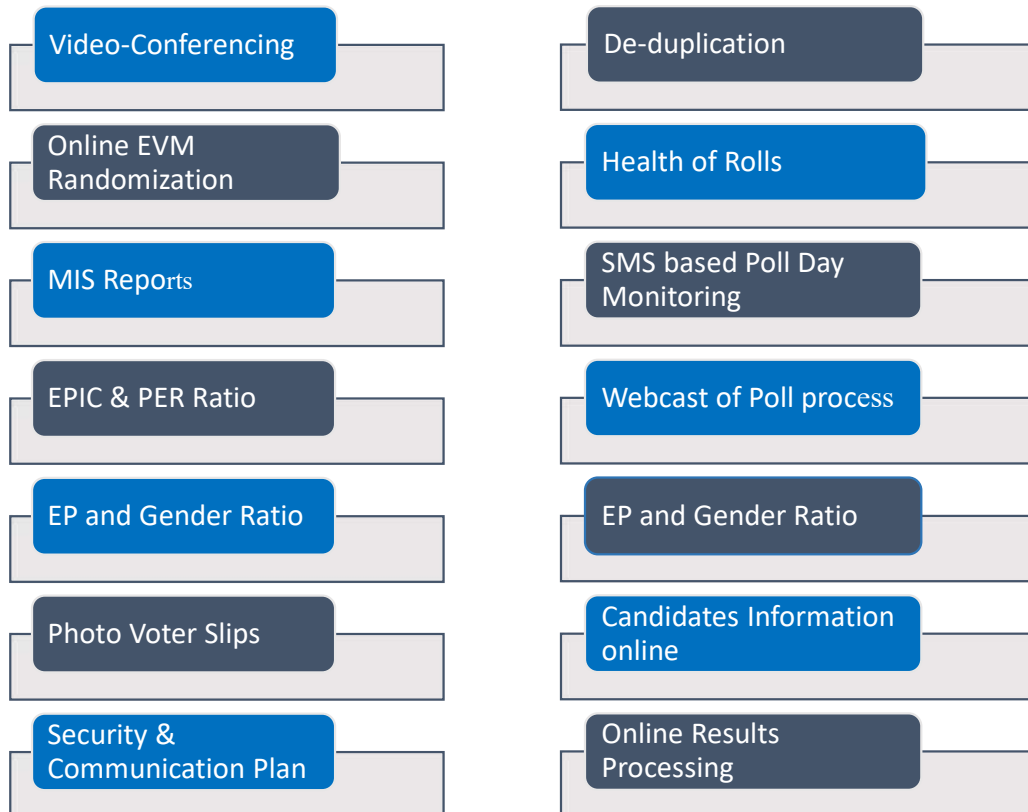 Video-Conferencing
Online EVM
Randomization
MIS Reports
EPIC & PER Ratio
EP and Gender Ratio
Photo Voter Slips
Security &
Communication Plan
De-duplication
Health of Rolls
SMS based Poll Day
Monitoring
Webcast of Poll process
EP and Gender Ratio
Candidates Information
online
Online Results
Processing